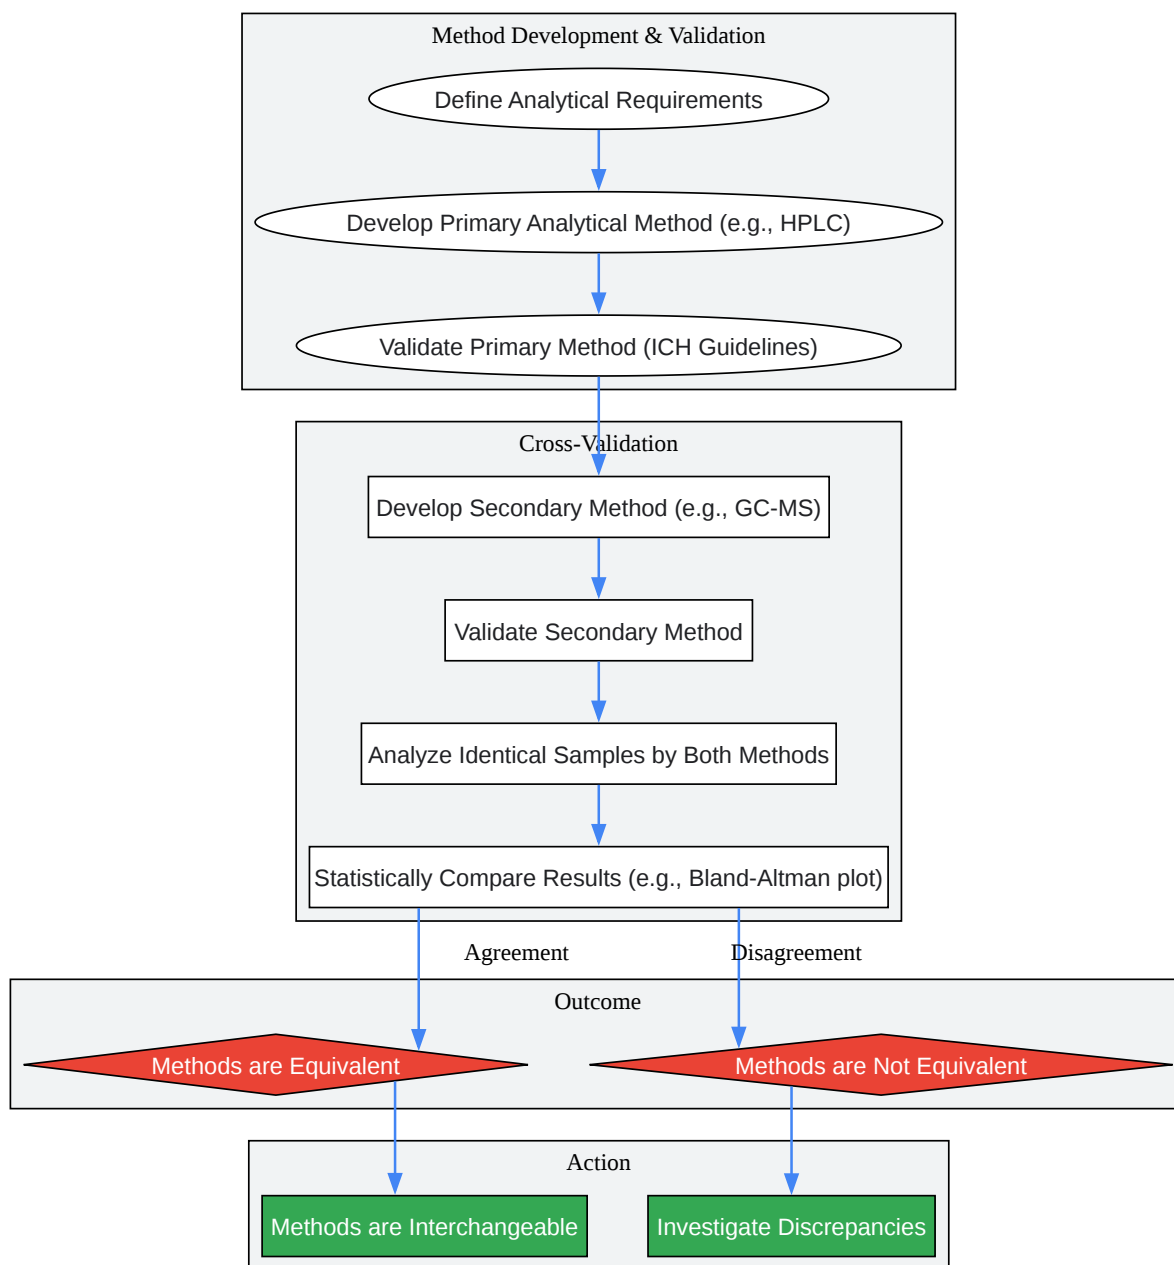 Method Development & Validation
Define Analytical Requirements
Develop Primary Analytical Method (e.g., HPLC)
Validate Primary Method (ICH Guidelines)
Cross-Validation
Develop Secondary Method (e.g., GC-MS)
Validate Secondary Method
Analyze Identical Samples by Both Methods
Statistically Compare Results (e.g., Bland-Altman plot)
Agreement
Disagreement
Outcome
Methods are Equivalent
Methods are Not Equivalent
Action
Methods are Interchangeable
Investigate Discrepancies